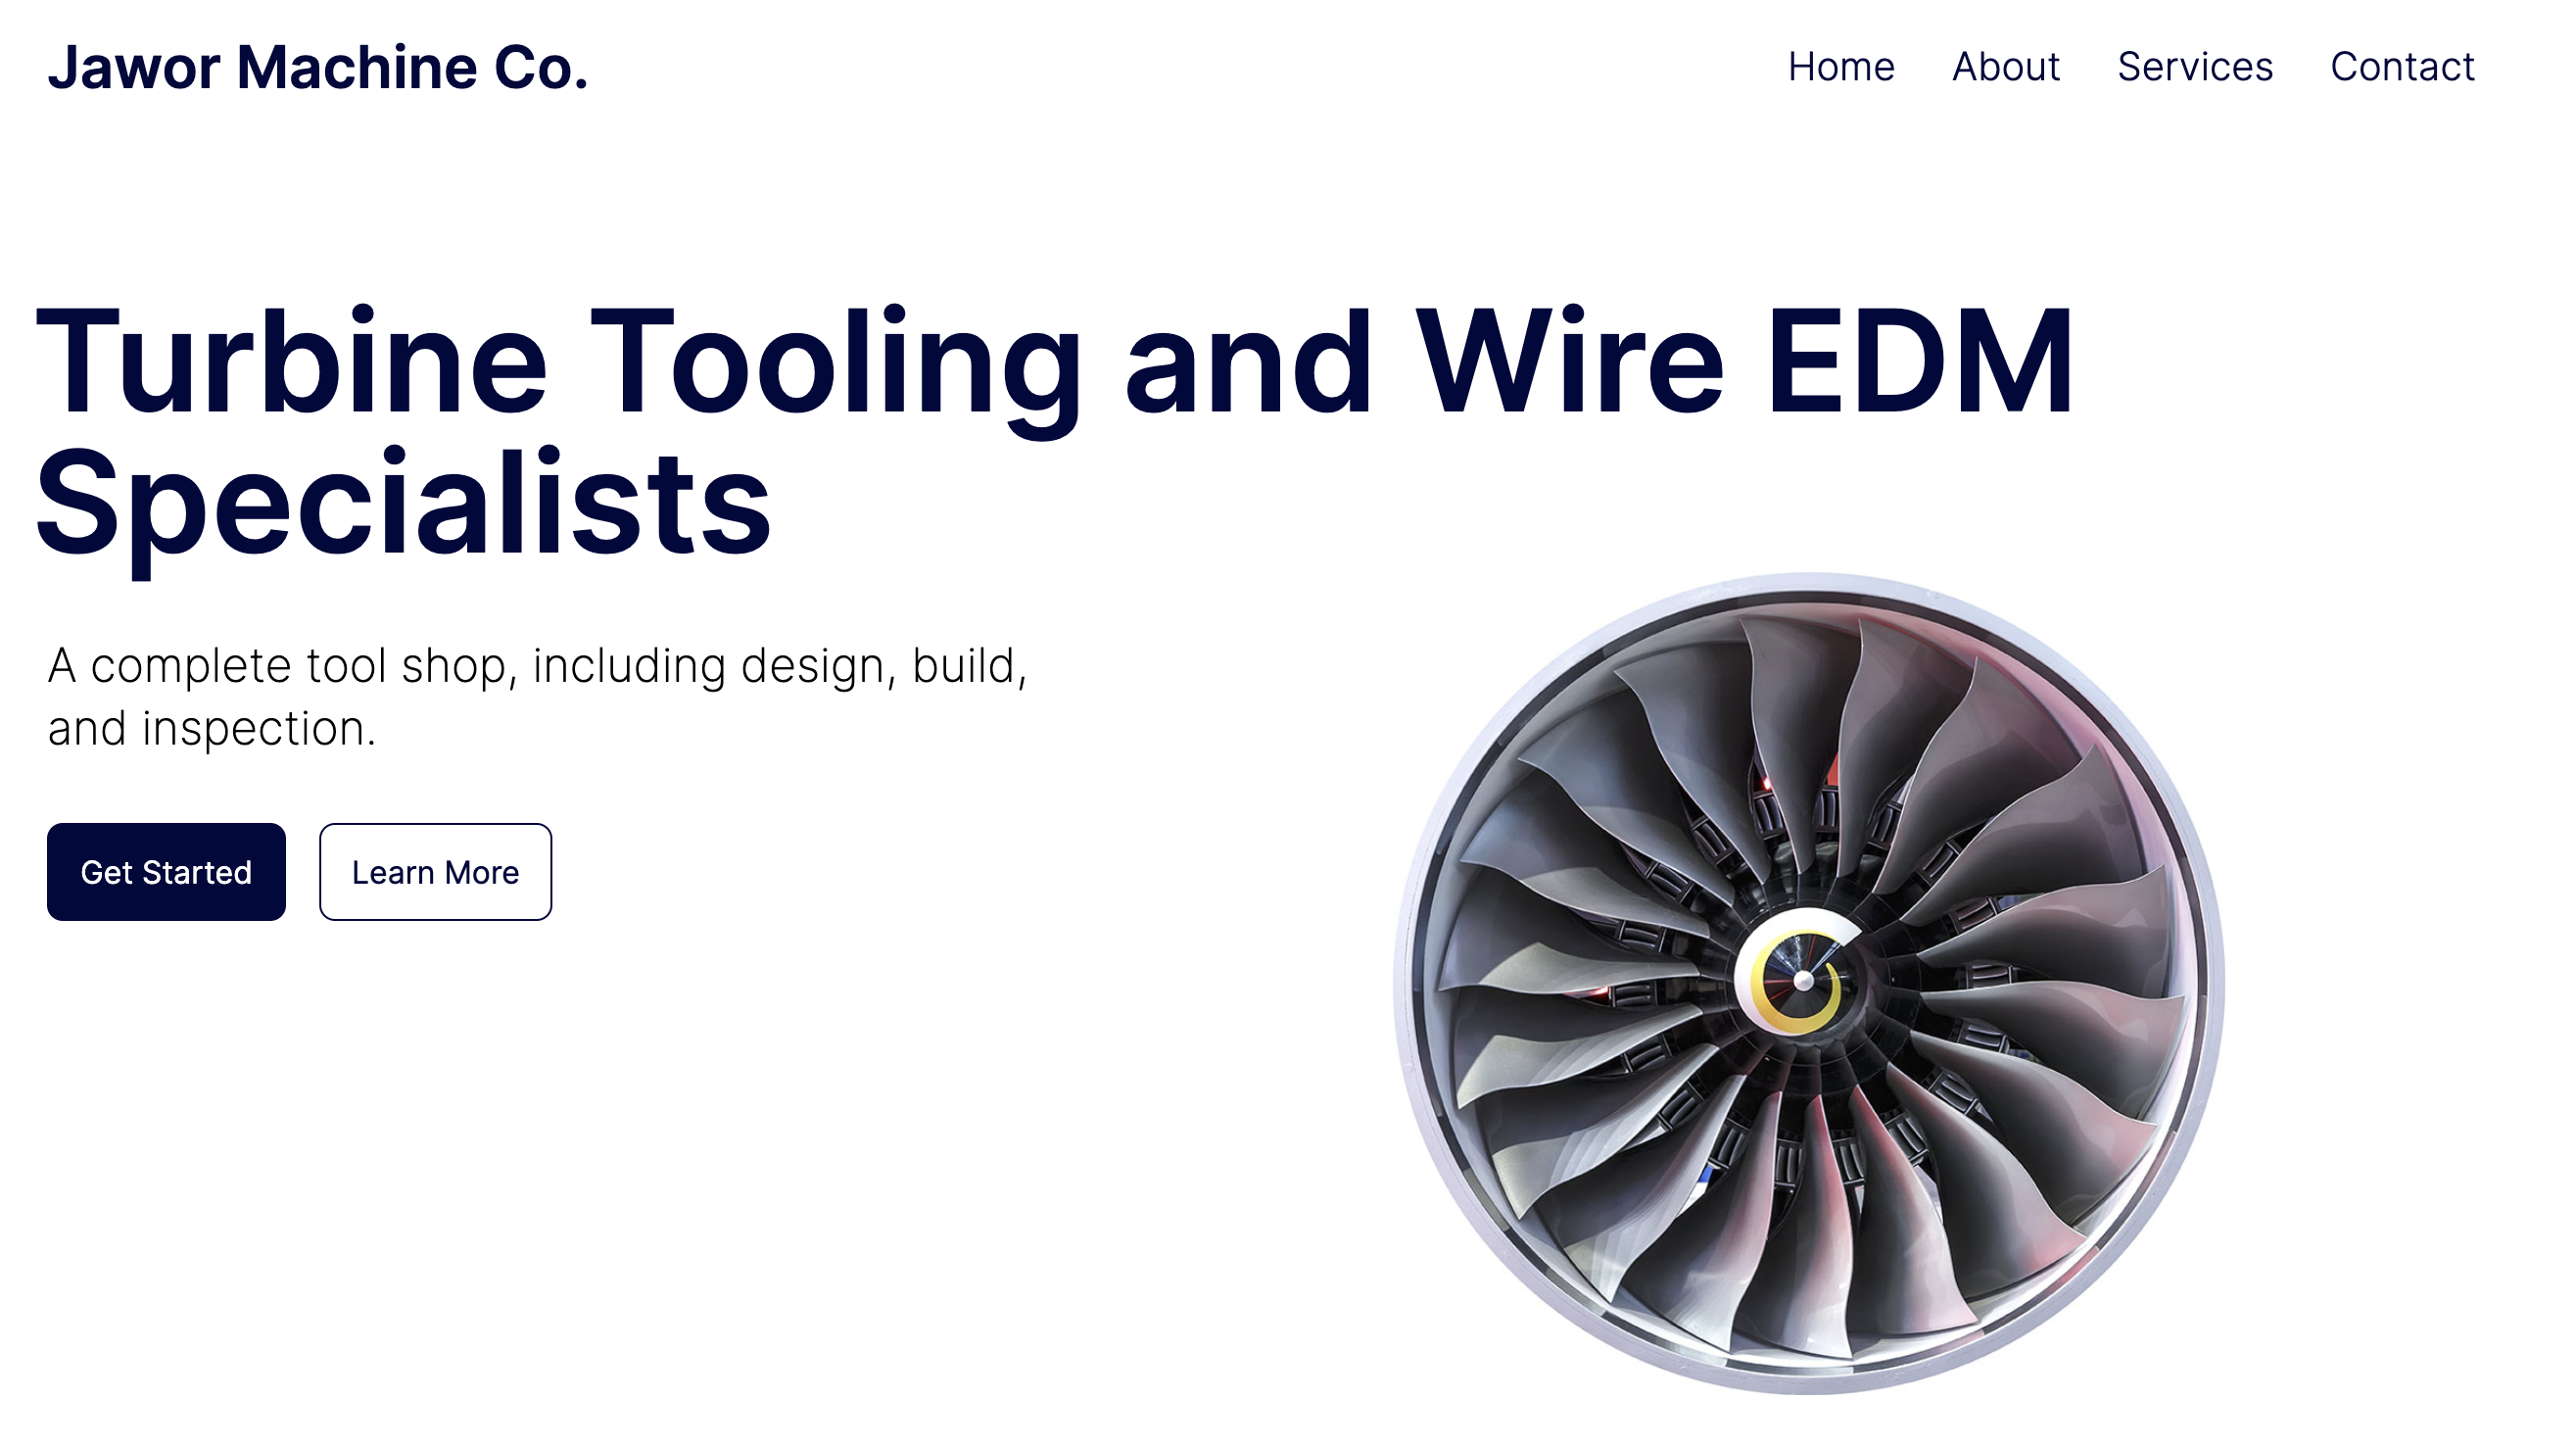 Jawor Machine Co.
Home About Services Contact
Turbine Tooling and Wire EDM
Specialists
A complete tool shop, including design, build,
and inspection.
Get Started Learn More